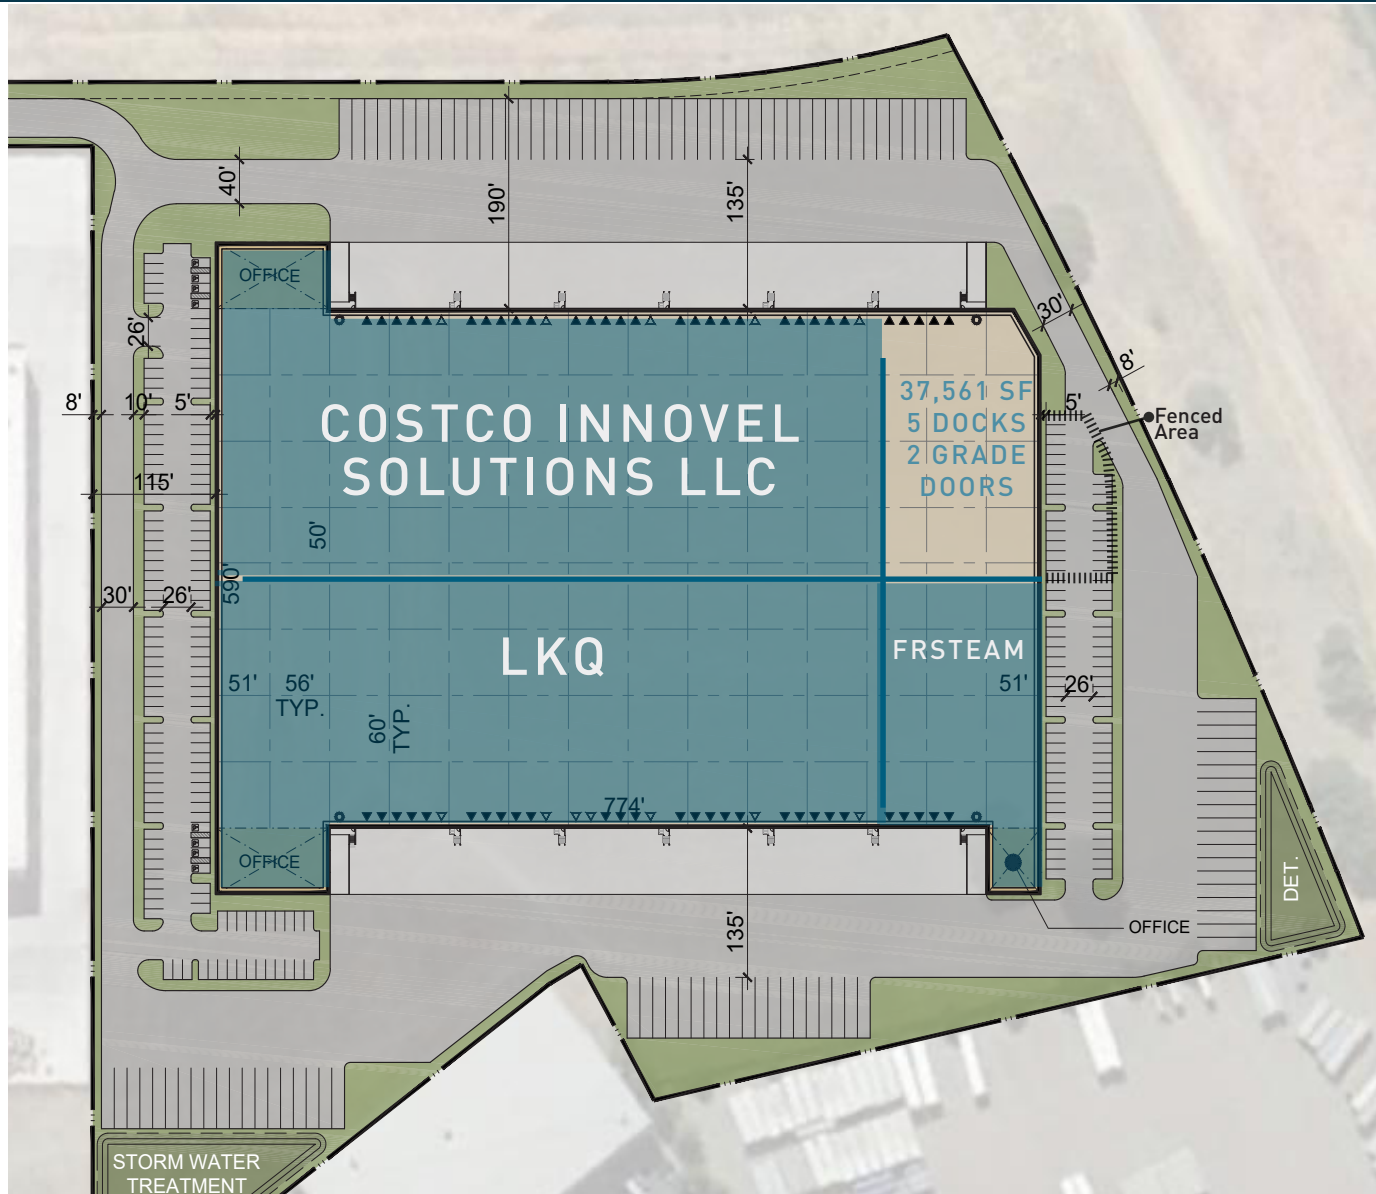 40'
190'
135'
OFFICE
30'
26'
8'
8'
10'
5'
37,561 SF
5 DOCKS
2 GRADE
DOORS
5'
Fenced
Area
COSTCO INNOVEL
SOLUTIONS LLC
115'
50'
590'
30'
26'
LKQ
FRSTEAM
51'
56'
TYP.
60'
TYP.
51'
26'
774'
OFFICE
DET.
135'
OFFICE
STORM WATER
TREATMENT